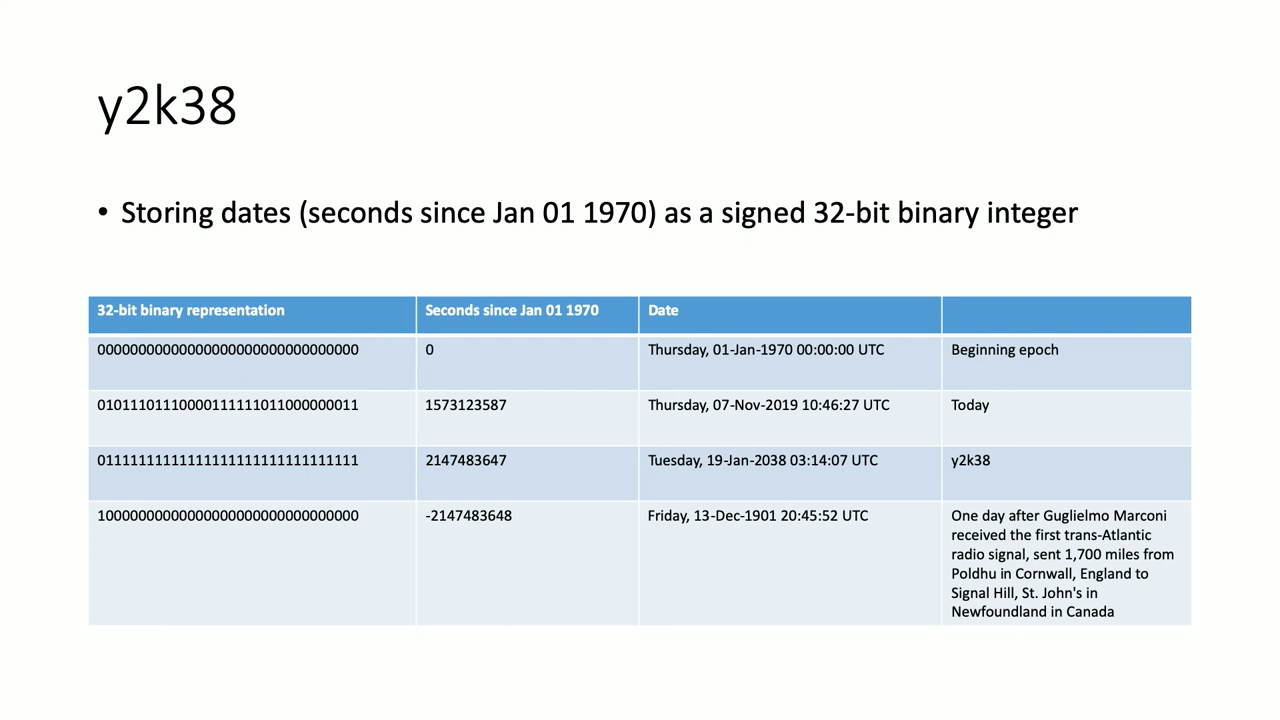 y2k38
• Storing dates (seconds since Jan 01 1970) as a signed 32-bit binary integer
32-bit binary representation Seconds since Jan 01 1970 Date
00000000000000000000000000000000 0 Thursday, 01-Jan-1970 00:00:00 UTC Beginning epoch
01011101110000111111011000000011 1573123587 Thursday, 07-Nov-2019 10:46:27 UTC Today
01111111111111111111111111111111 2147483647 Tuesday, 19-Jan-2038 03:14:07 UTC y2k38
10000000000000000000000000000000 -2147483648 Friday, 13-Dec-1901 20:45:52 UTC One day after Guglielmo Marconi
received the first trans-Atlantic
radio signal, sent 1,700 miles from
Poldhu in Cornwall, England to
Signal Hill, St. John's in
Newfoundland in Canada